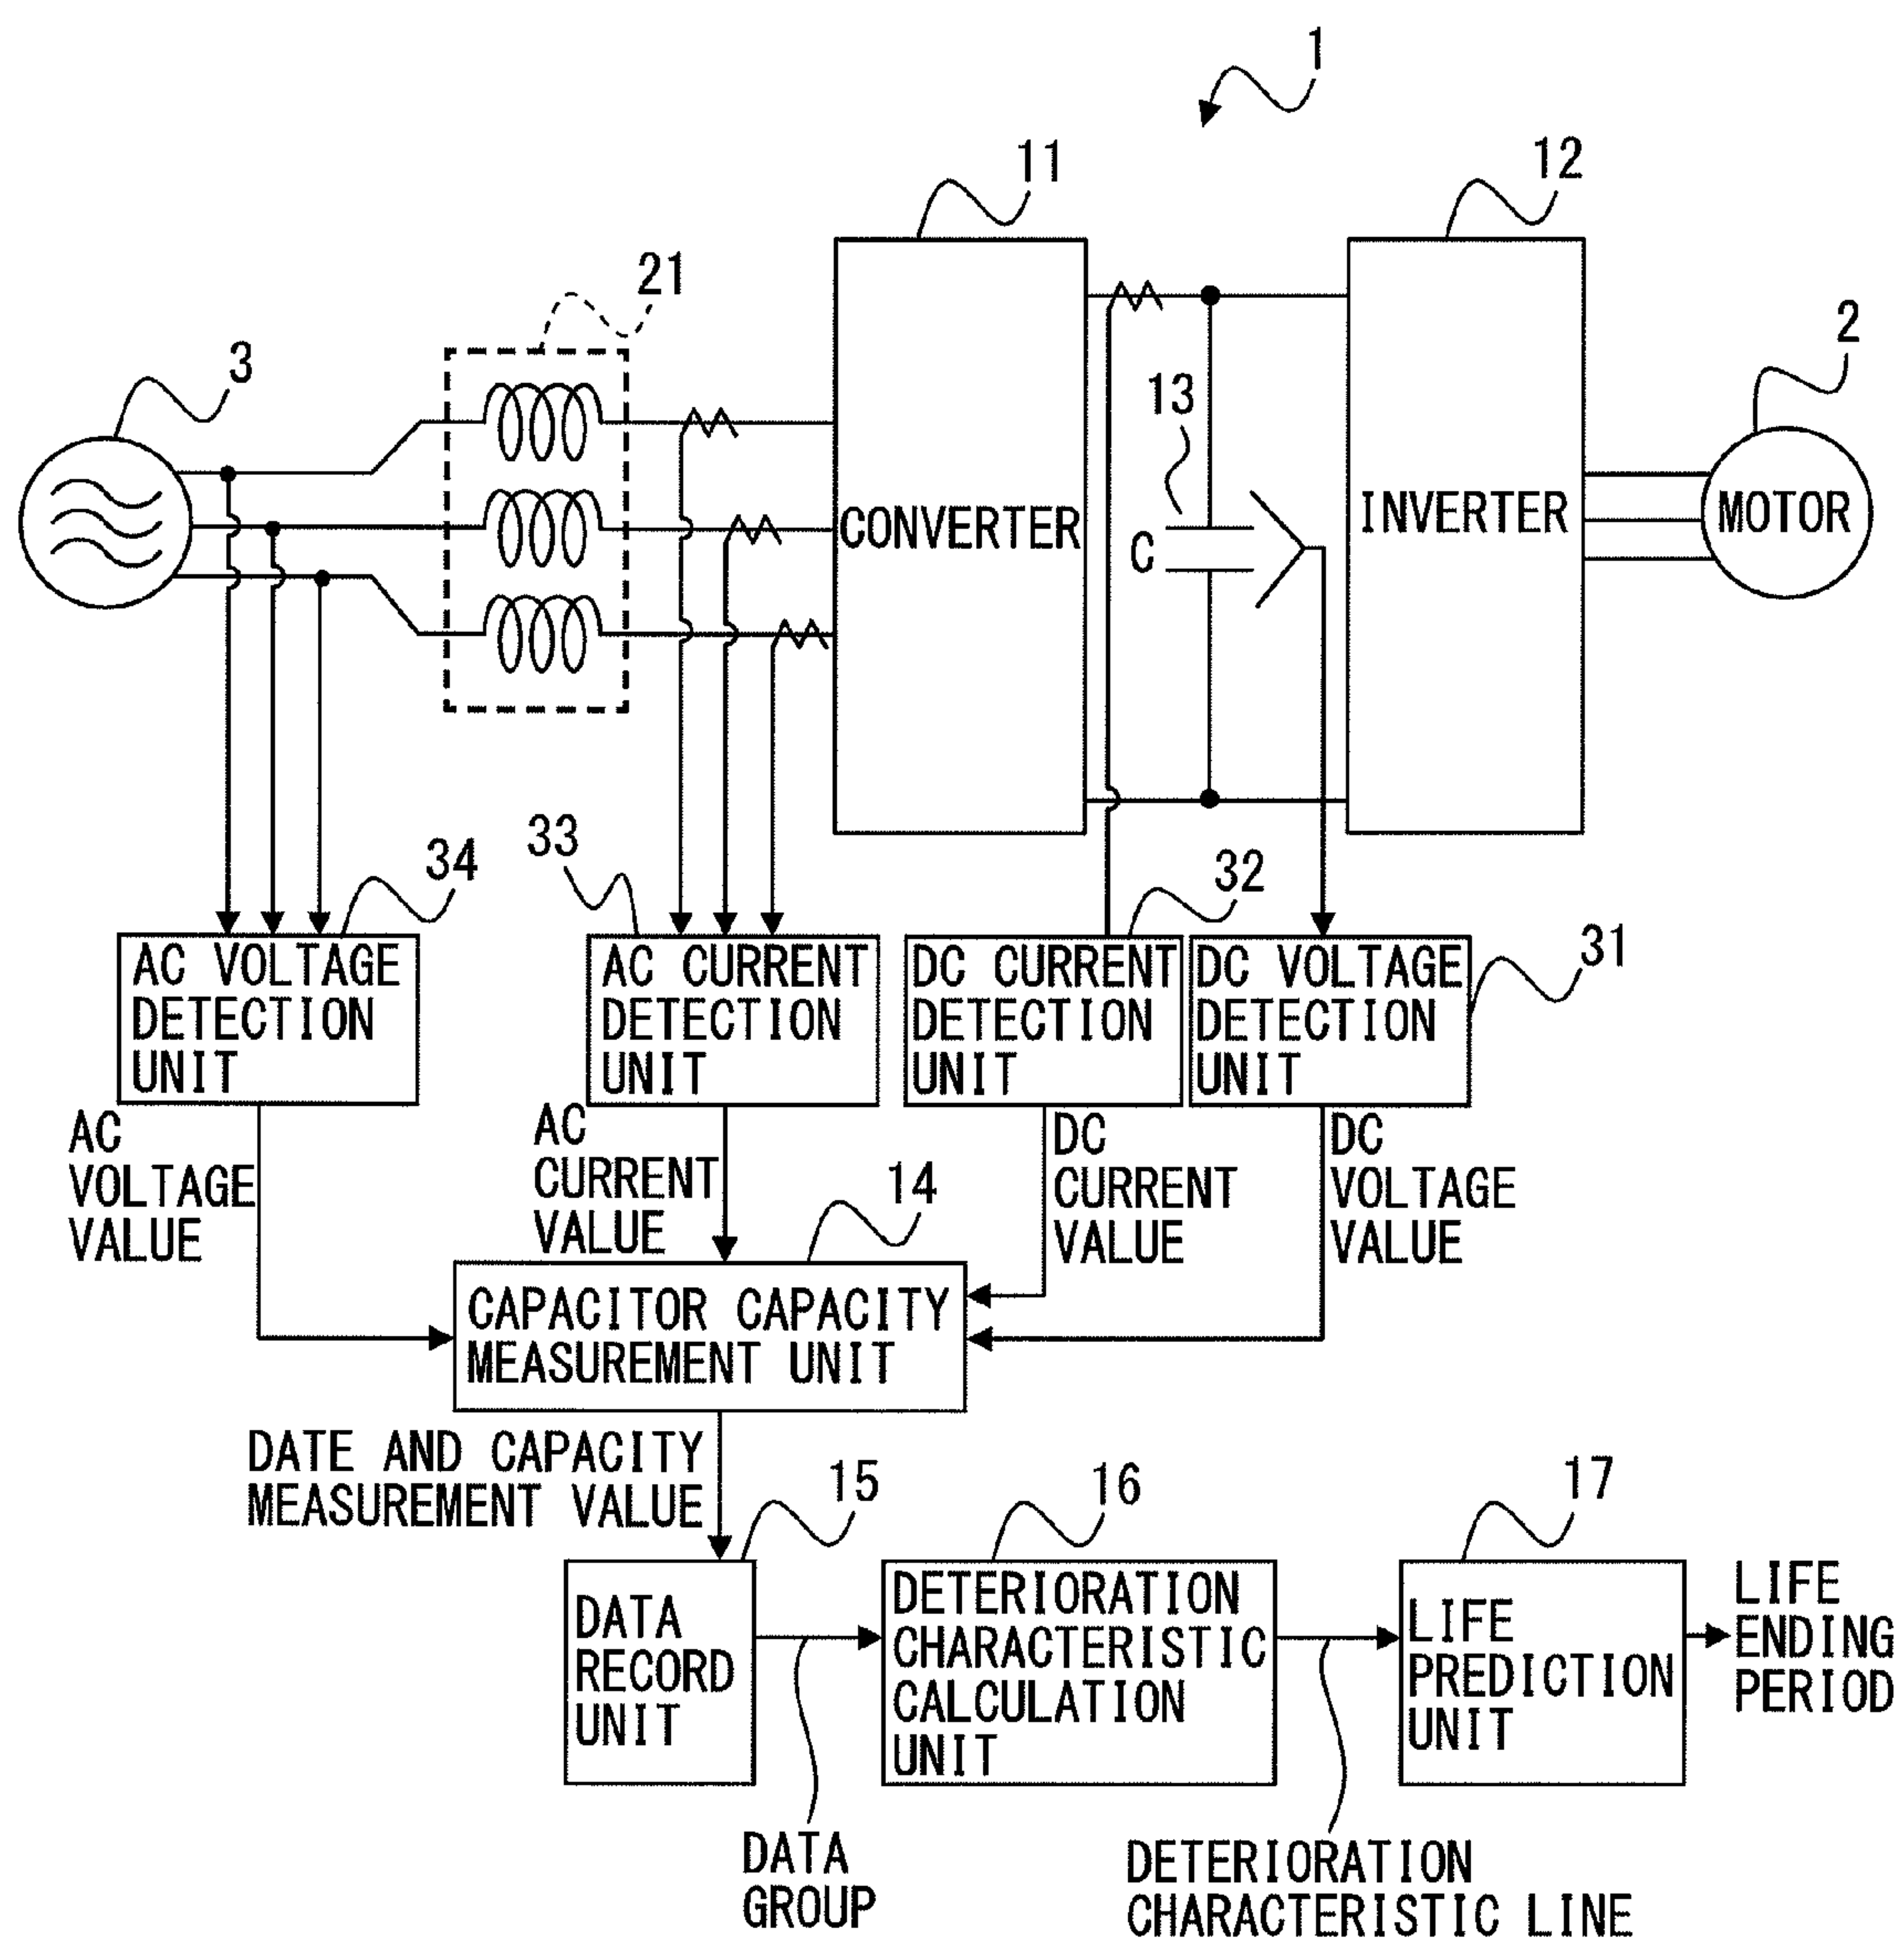 1
11
12
21
3
2
13
CONVERTER
C
INVERTER
MOTOR
34
33
32
31
AC VOLTAGE
DETECTION
UNIT
AC CURRENT
DETECTION
UNIT
DC CURRENT
DETECTION
UNIT
DC VOLTAGE
DETECTION
UNIT
AC
VOLTAGE
VALUE
AC
CURRENT
VALUE
DC
CURRENT
VALUE
DC
VOLTAGE
VALUE
14
CAPACITOR CAPACITY
MEASUREMENT UNIT
DATE AND CAPACITY
MEASUREMENT VALUE
15
16
17
DATA
RECORD
UNIT
DETERIORATION
CHARACTERISTIC
CALCULATION
UNIT
LIFE
PREDICTION
UNIT
LIFE
ENDING
PERIOD
DATA
GROUP
DETERIORATION
CHARACTERISTIC LINE